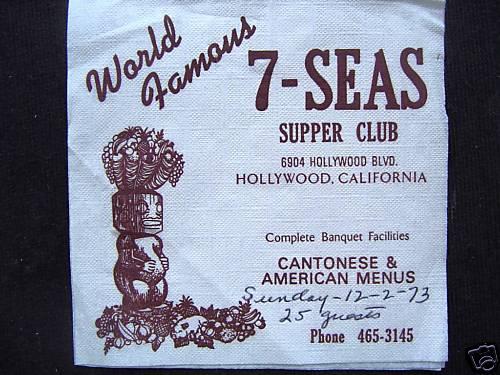 World
Famous
7-SEAS
SUPPER CLUB
6904 HOLLYWOOD BLVD.
HOLLYWOOD, CALIFORNIA
Complete Banquet Facilities
CANTONESE &
AMERICAN MENUS
Sunday-12-2-73
25 guests
Phone 465-3145